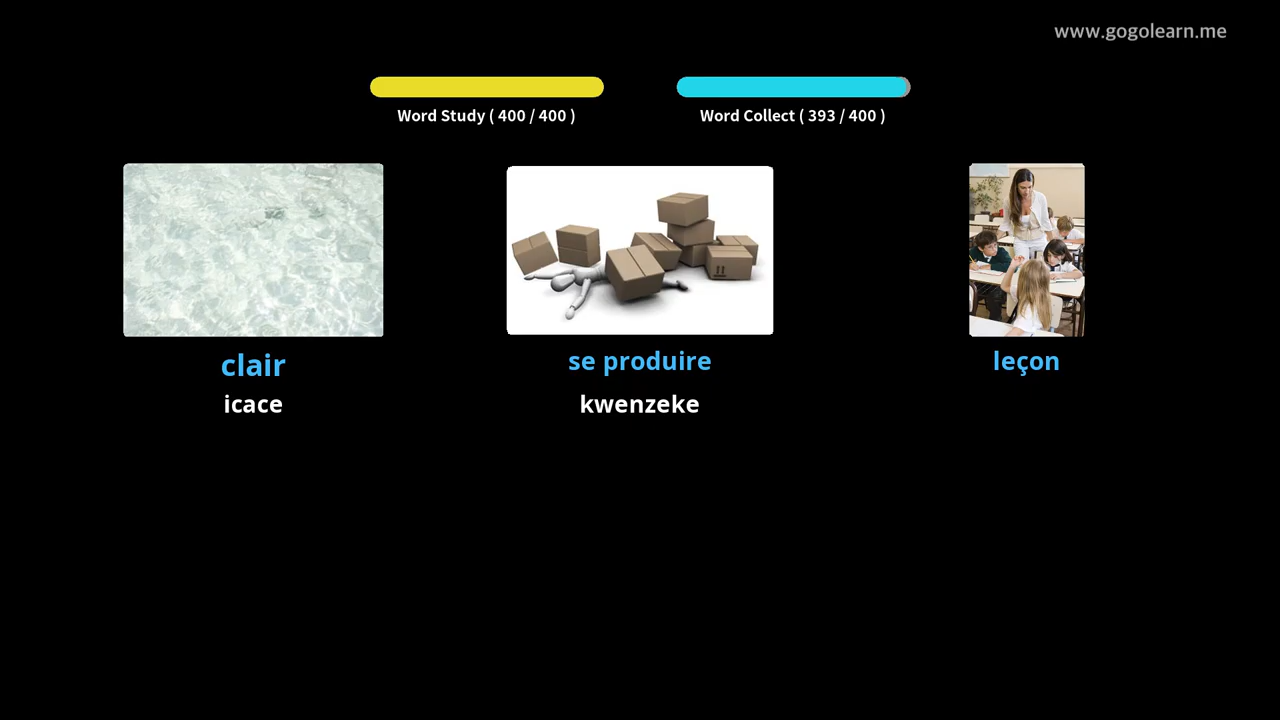 www.gogolearn.me
Word Study ( 400 / 400 )
Word Collect ( 393 / 400 )
clair
se produire
leçon
icace
kwenzeke